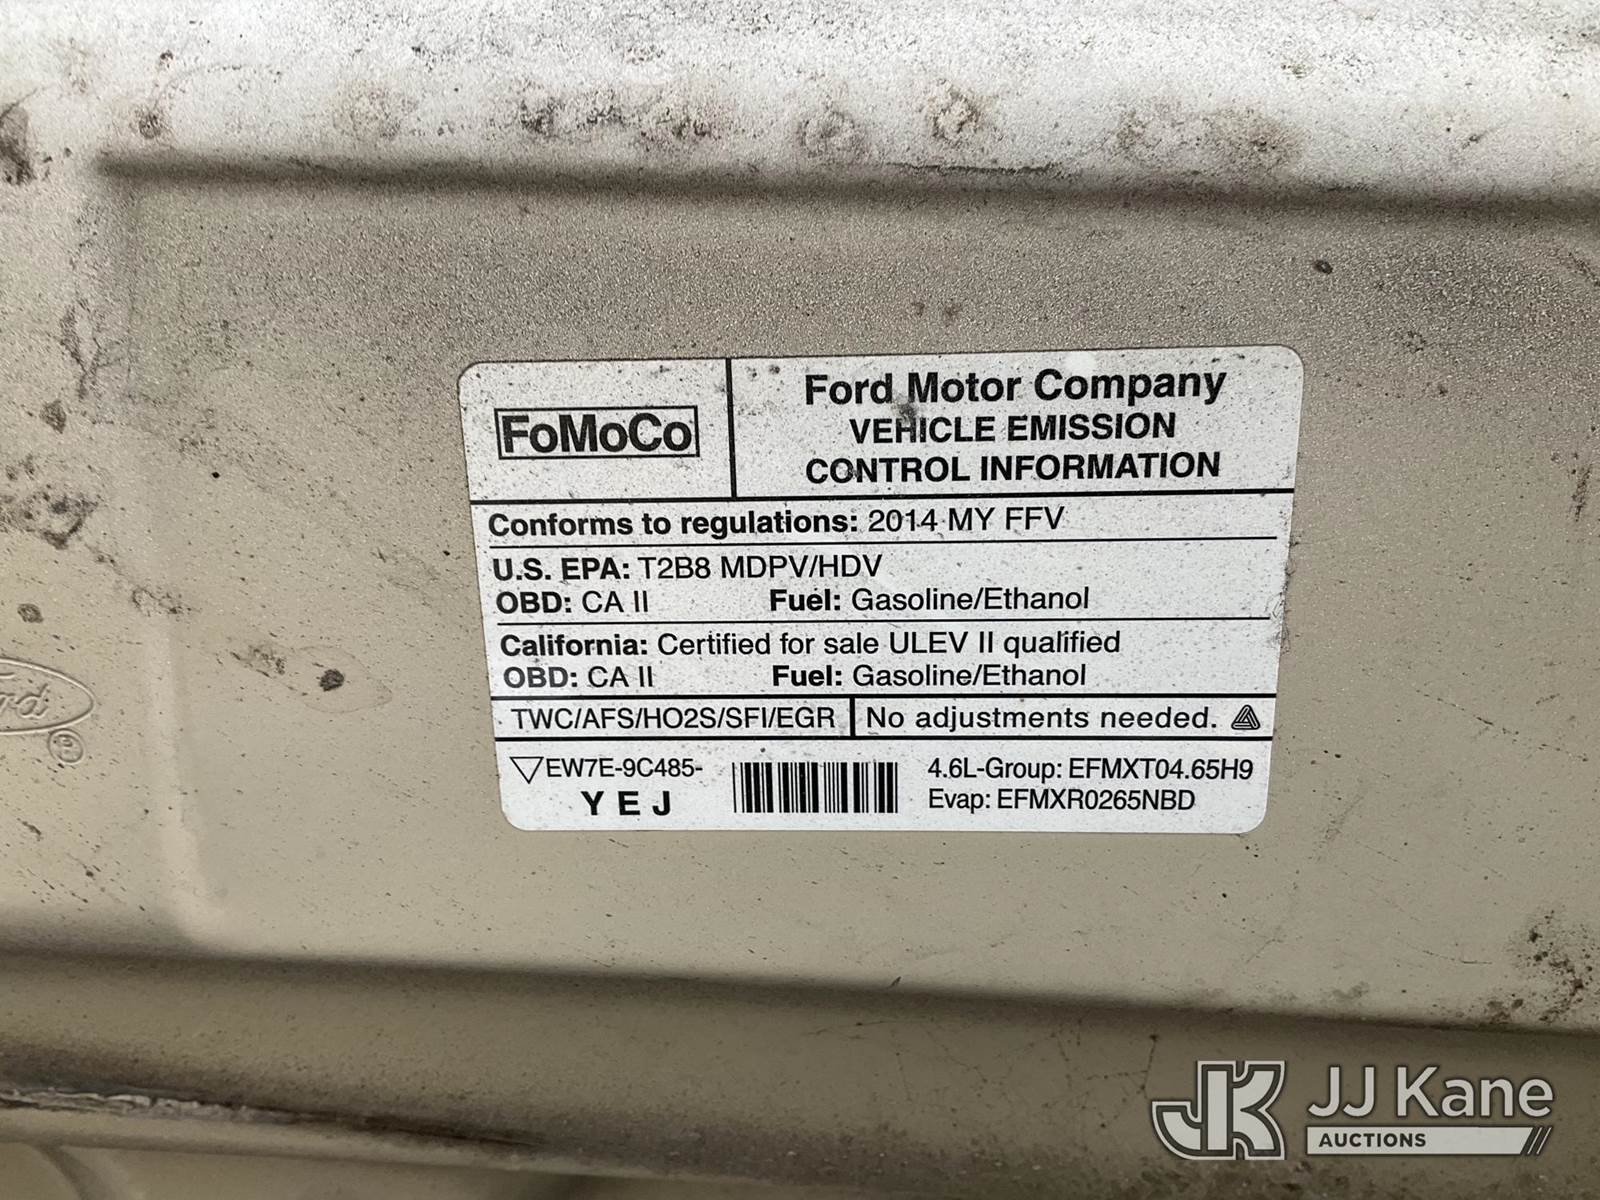 FoMoCo
Ford Motor Company
VEHICLE EMISSION
CONTROL INFORMATION
Conforms to regulations: 2014 MY FFV
U.S. EPA: T2B8 MDPV/HDV
OBD: CA II Fuel: Gasoline/Ethanol
California: Certified for sale ULEV II qualified
OBD: CA II Fuel: Gasoline/Ethanol
TWC/AFS/HO2S/SFI/EGR No adjustments needed.
EW7E-9C485-
YEJ
4.6L-Group: EFMXT04.65H9
Evap: EFMXR0265NBD
JK JJ Kane
AUCTIONS